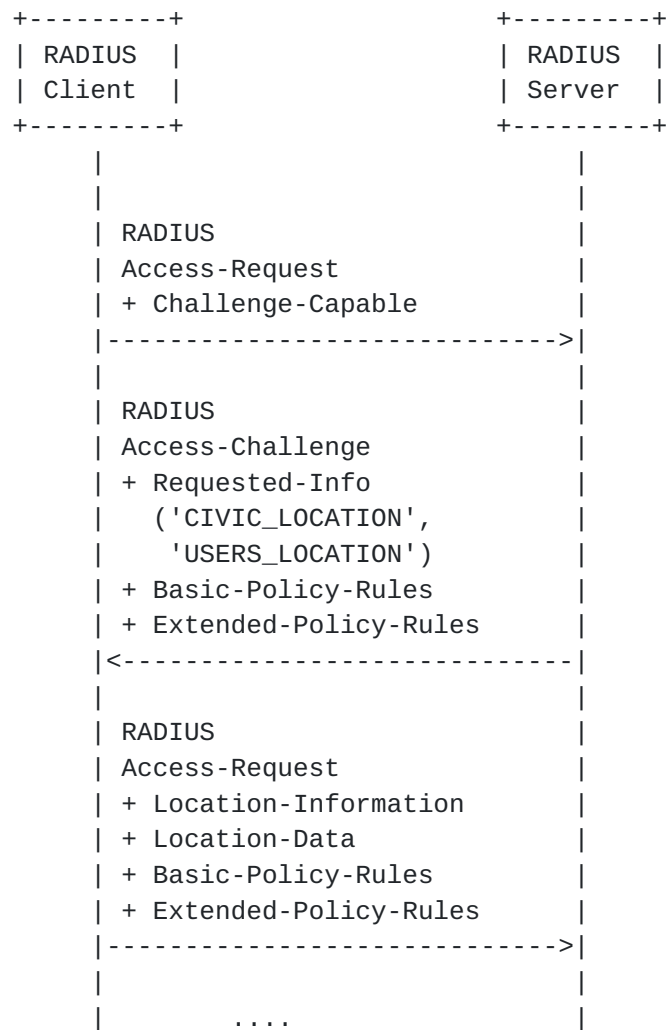 +---------+                    +---------+
| RADIUS  |                    | RADIUS  |
| Client  |                    | Server  |
+---------+                    +---------+
     |                              |
     |                              |
     | RADIUS                       |
     | Access-Request               |
     | + Challenge-Capable          |
     |----------------------------->|
     |                              |
     | RADIUS                       |
     | Access-Challenge             |
     | + Requested-Info             |
     |   ('CIVIC_LOCATION',         |
     |    'USERS_LOCATION')         |
     | + Basic-Policy-Rules         |
     | + Extended-Policy-Rules      |
     |<-----------------------------|
     |                              |
     | RADIUS                       |
     | Access-Request               |
     | + Location-Information       |
     | + Location-Data              |
     | + Basic-Policy-Rules         |
     | + Extended-Policy-Rules      |
     |----------------------------->|
     |                              |
     |        ....                  |